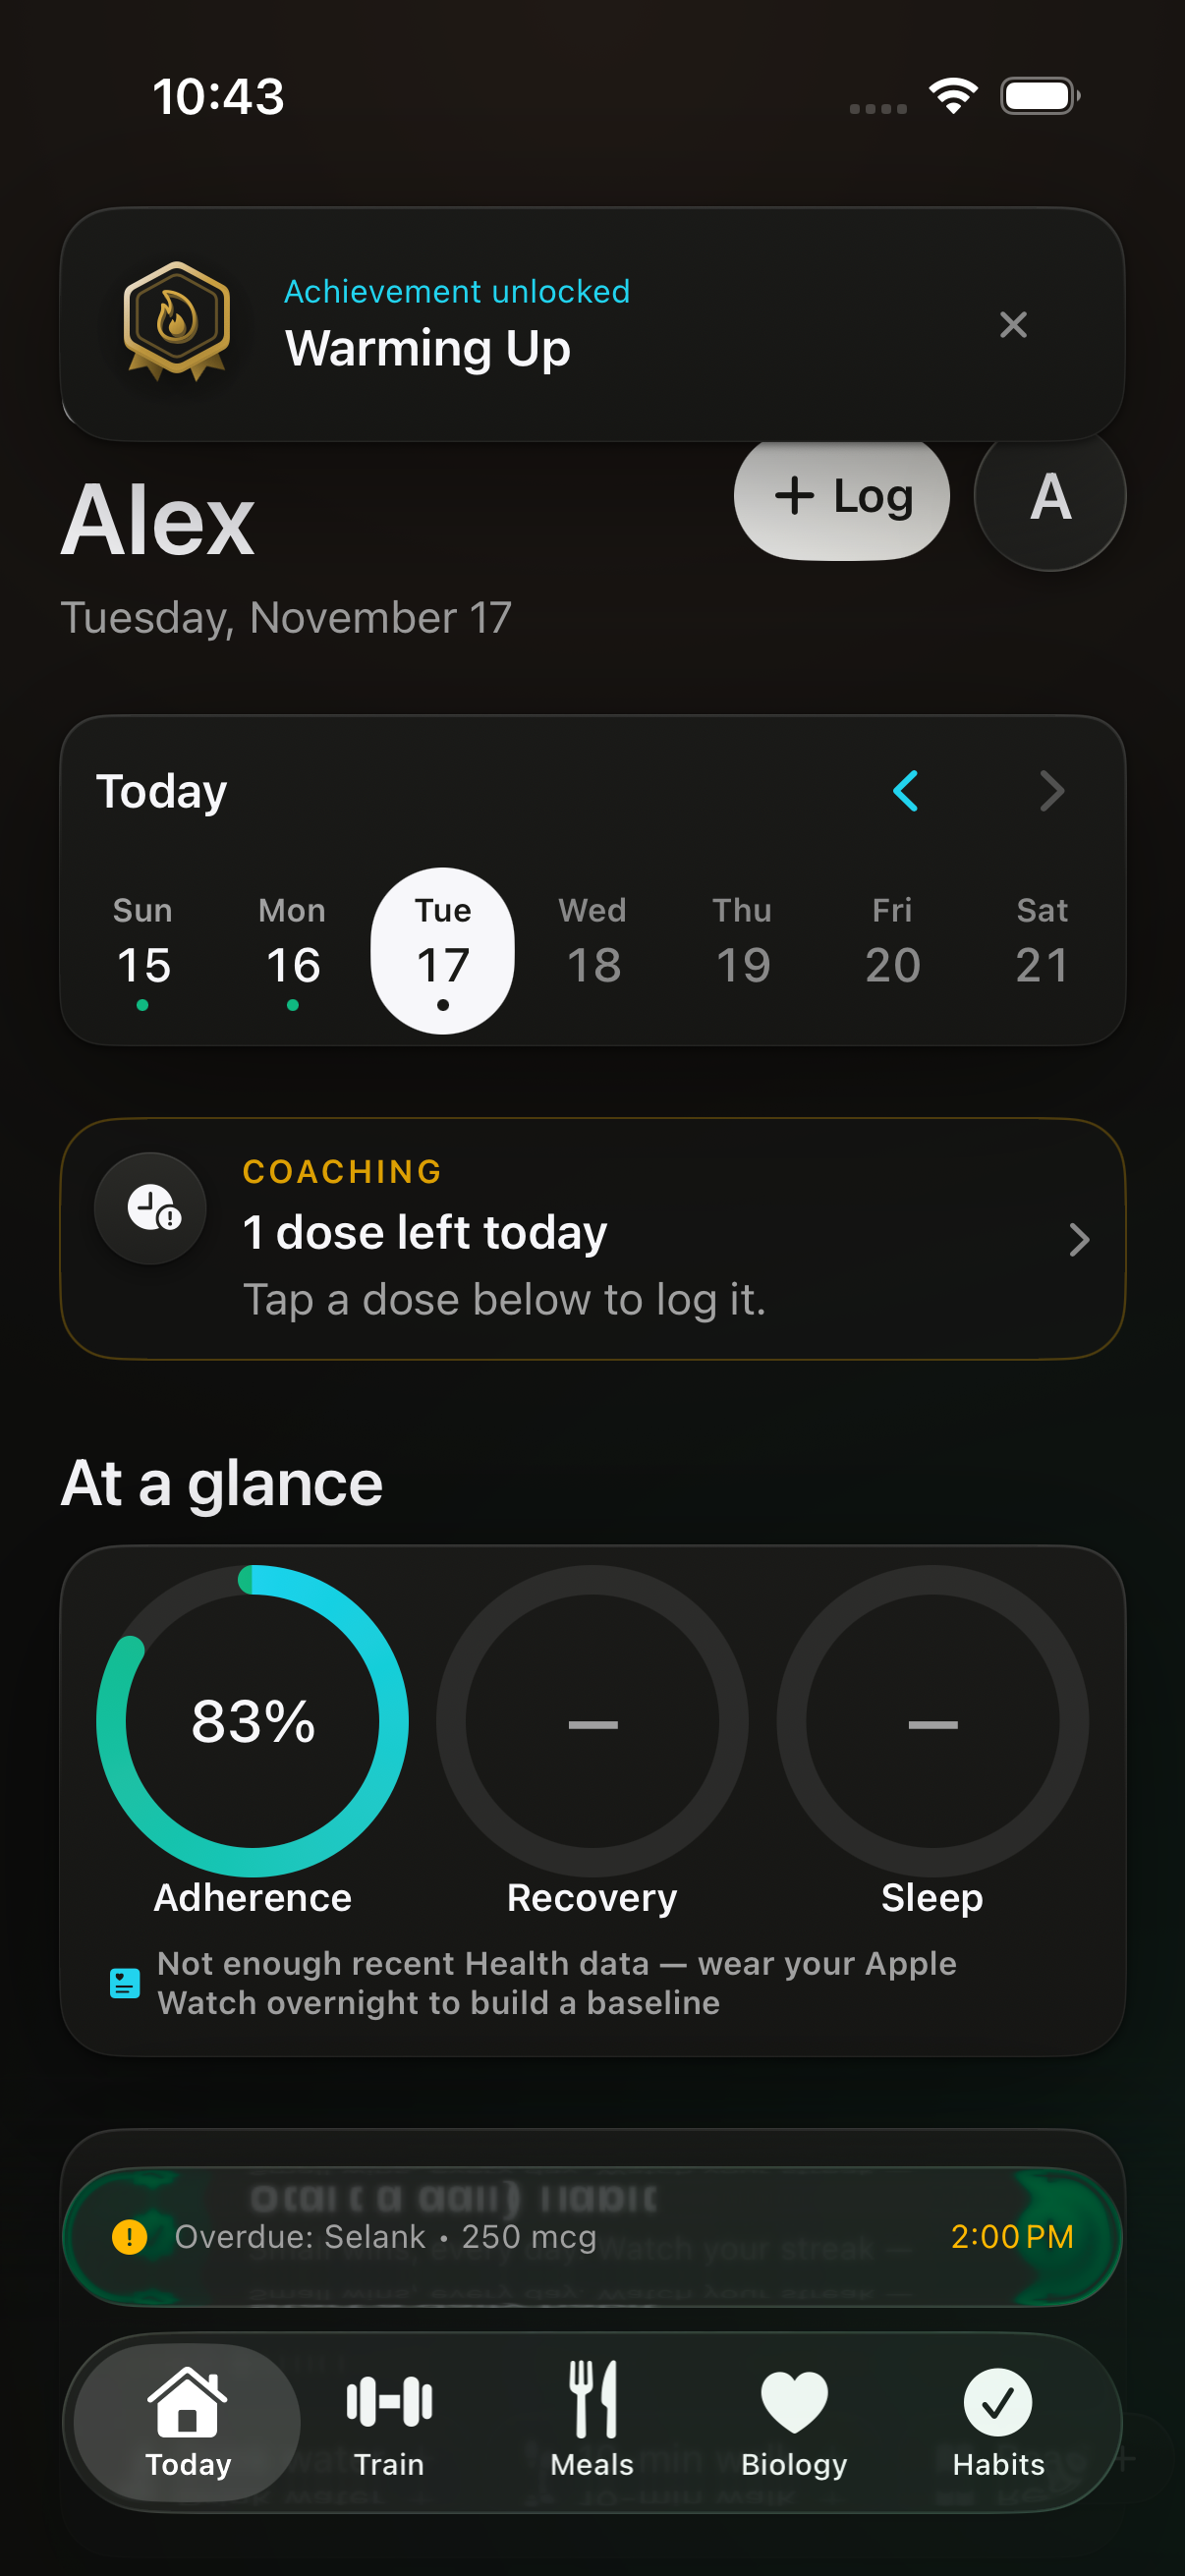 10:43
Achievement unlocked
Warming Up
Alex
+ Log
A
Tuesday, November 17
Today
Sun Mon Tue Wed Thu Fri Sat
15 16 17 18 19 20 21
COACHING
1 dose left today
Tap a dose below to log it.
At a glance
83% — —
Adherence Recovery Sleep
Not enough recent Health data — wear your Apple
Watch overnight to build a baseline
Overdue: Selank • 250 mcg 2:00 PM
Today Train Meals Biology Habits